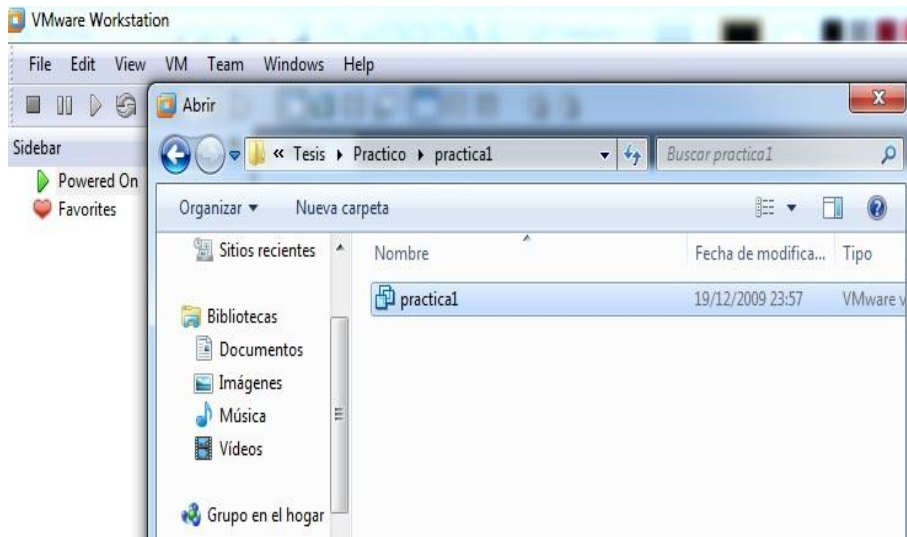 VMware Workstation
File Edit View VM Team Windows Help
Abrir
Sidebar
« Tesis Practico practica1
Buscar practica1
Powered On
Favorites
Organizar Nueva carpeta
Sitios recientes
Nombre Fecha de modifica... Tipo
practica1 19/12/2009 23:57 VMware v
Bibliotecas
Documentos
Imágenes
Música
Vídeos
Grupo en el hogar